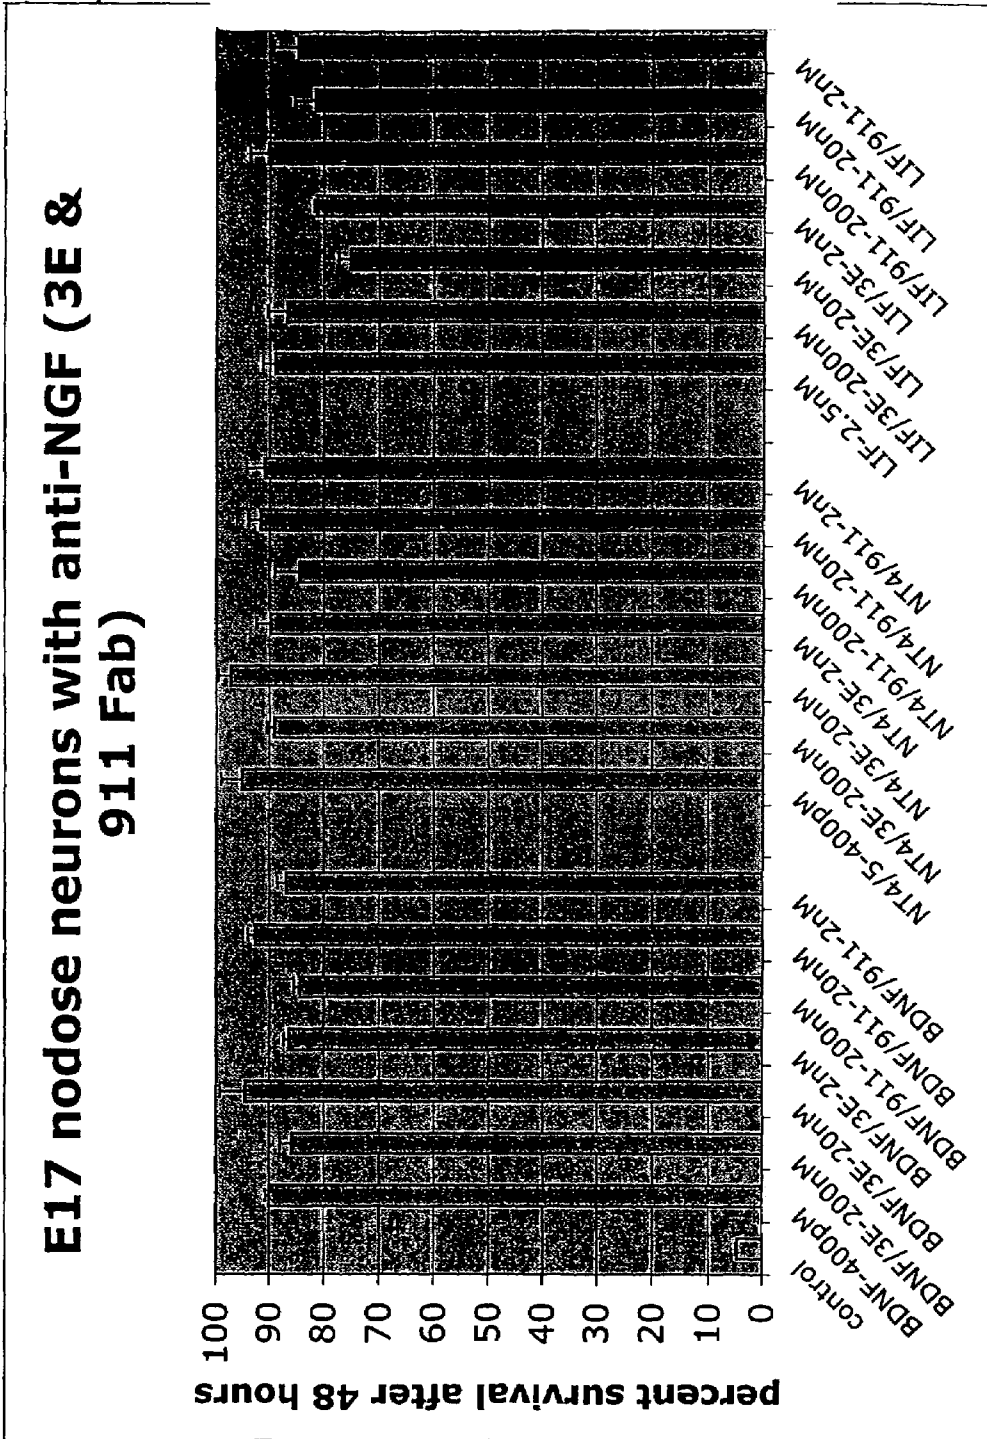 E17 nodose neurons with anti-NGF (3E &
911 Fab)
percent survival after 48 hours
100
90
80
70
60
50
40
30
20
10
0
control
BDNF-400pM
BDNF/3E-200nM
BDNF/3E-20nM
BDNF/3E-2nM
BDNF/911-200nM
BDNF/911-20nM
BDNF/911-2nM
NT4/5-400pM
NT4/3E-200nM
NT4/3E-20nM
NT4/3E-2nM
NT4/911-200nM
NT4/911-20nM
NT4/911-2nM
LIF-2.5nM
LIF/3E-200nM
LIF/3E-20nM
LIF/3E-2nM
LIF/911-200nM
LIF/911-20nM
LIF/911-2nM